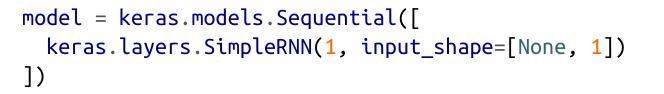 model = keras.models.Sequential([
  keras.layers.SimpleRNN(1, input_shape=[None, 1])
])